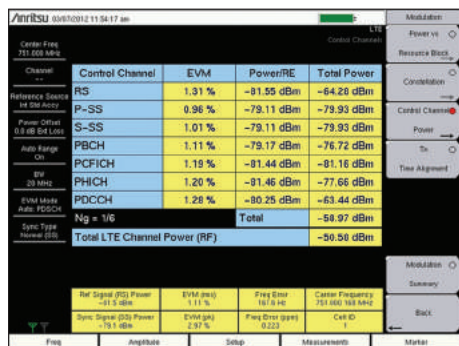 Anritsu 03/07/2012 11:54:17 am
Modulation
LTE
Control Channels
Center Freq
751.000 MHz
Channel
--
Reference Source
Int Std Accy
Power Offset
0.0 dB Ext Loss
Auto Range
On
BW
20 MHz
EVM Mode
Auto: PDSCH
Sync Type
Normal (SS)
Control Channel EVM Power/RE Total Power
RS 1.31 % -81.55 dBm -64.28 dBm
P-SS 0.96 % -79.11 dBm -79.93 dBm
S-SS 1.01 % -79.11 dBm -79.93 dBm
PBCH 1.11 % -79.17 dBm -76.72 dBm
PCFICH 1.19 % -81.44 dBm -81.16 dBm
PHICH 1.20 % -81.46 dBm -77.66 dBm
PDCCH 1.28 % -80.25 dBm -63.44 dBm
Ng = 1/6 Total -58.97 dBm
Total LTE Channel Power (RF) -50.58 dBm
Ref Signal (RS) Power EVM (rms) Freq Error Carrier Frequency
-81.5 dBm 1.11 % 167.6 Hz 751.000 168 MHz
Sync Signal (SS) Power EVM (pk) Freq Error (ppm) Cell ID
-79.1 dBm 2.97 % 0.223 1
Power vs
Resource Block
Constellation
Control Channel
Power
Tx
Time Alignment
Modulation
Summary
Back
Freq Amplitude Setup Measurements Marker